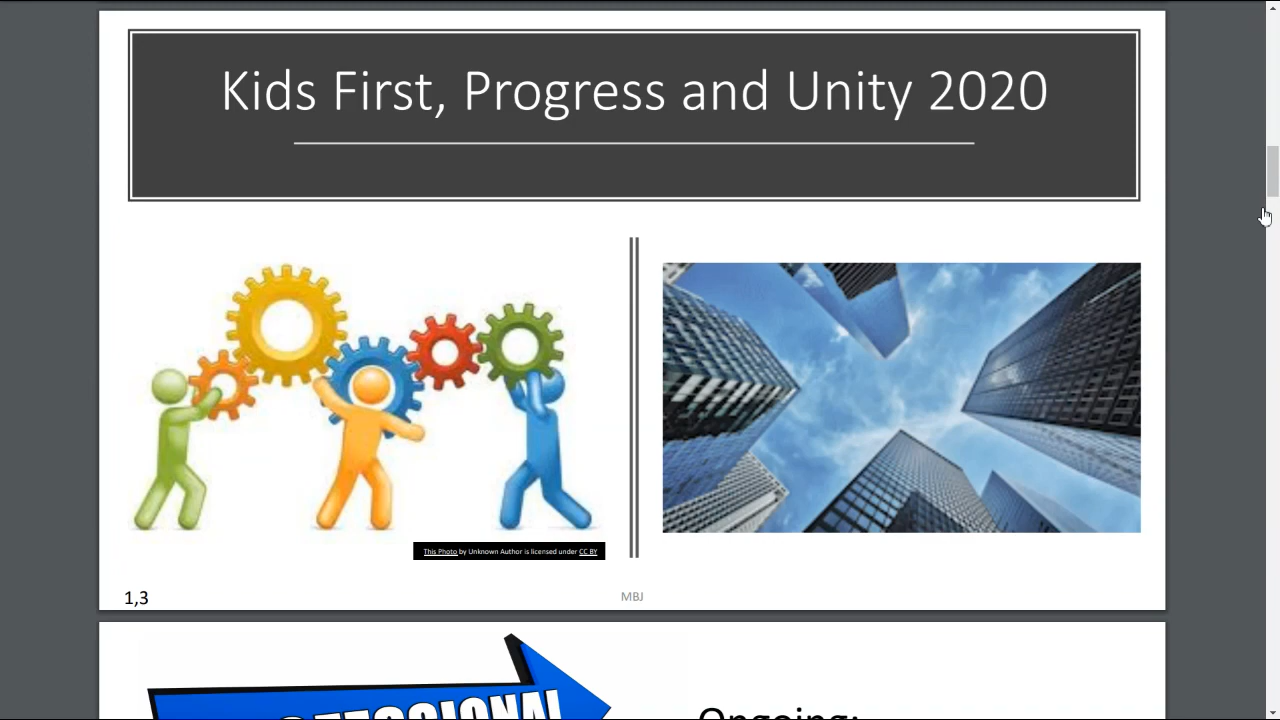 Kids First, Progress and Unity 2020
This Photo by Unknown Author is licensed under CC BY
1,3
MBJ
Ongoing: